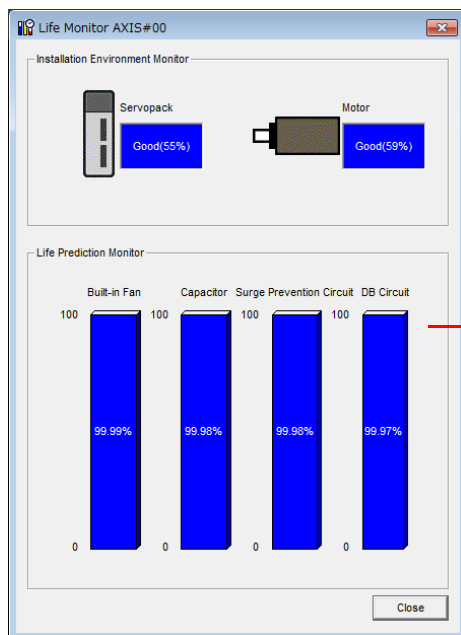 Life Monitor AXIS#00
Installation Environment Monitor
Servopack
Motor
Good(55%)
Good(59%)
Life Prediction Monitor
Built-in Fan Capacitor Surge Prevention Circuit DB Circuit
100 100 100 100
99.99% 99.98% 99.98% 99.97%
0 0 0 0
Close